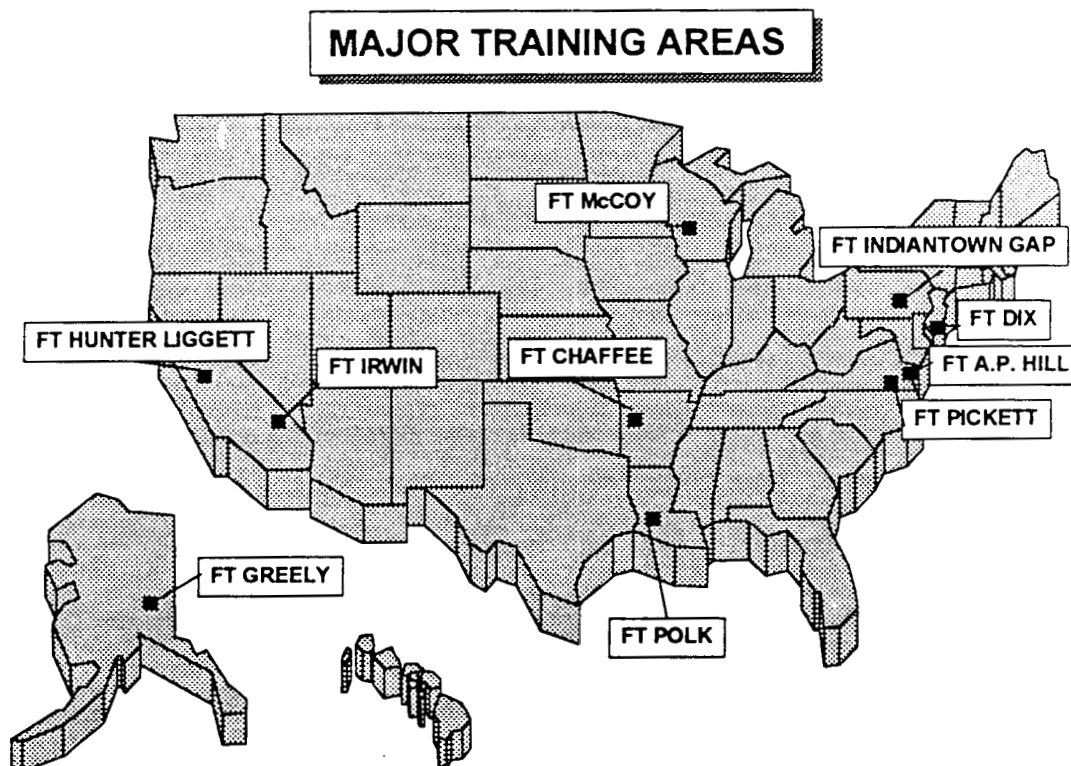 MAJOR TRAINING AREAS
FT McCOY
FT INDIANTOWN GAP
FT HUNTER LIGGETT
FT IRWIN
FT CHAFFEE
FT DIX
FT A.P. HILL
FT PICKETT
FT GREELY
FT POLK